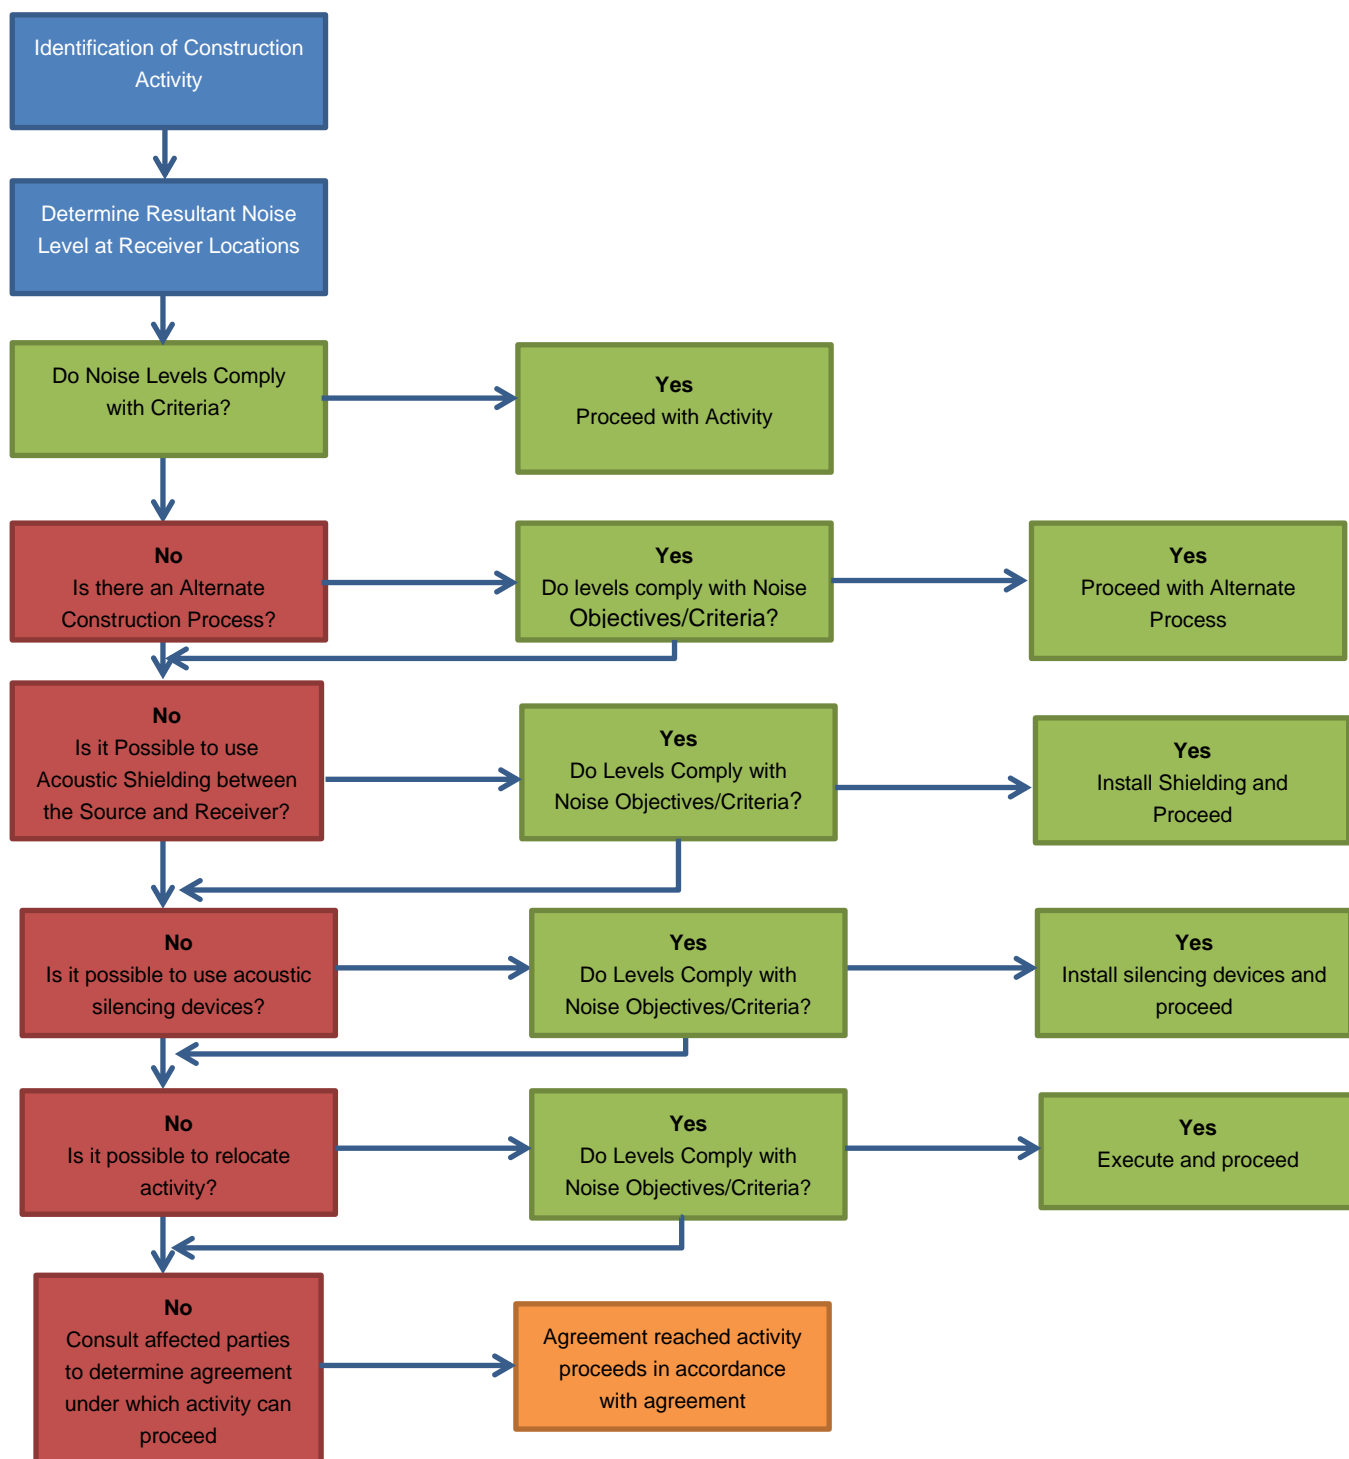 Identification of Construction
Activity
Determine Resultant Noise
Level at Receiver Locations
Do Noise Levels Comply
with Criteria?
Yes
Proceed with Activity
No
Is there an Alternate
Construction Process?
Yes
Do levels comply with Noise
Objectives/Criteria?
Yes
Proceed with Alternate
Process
No
Is it Possible to use
Acoustic Shielding between
the Source and Receiver?
Yes
Do Levels Comply with
Noise Objectives/Criteria?
Yes
Install Shielding and
Proceed
No
Is it possible to use acoustic
silencing devices?
Yes
Do Levels Comply with
Noise Objectives/Criteria?
Yes
Install silencing devices and
proceed
No
Is it possible to relocate
activity?
Yes
Do Levels Comply with
Noise Objectives/Criteria?
Yes
Execute and proceed
No
Consult affected parties
to determine agreement
under which activity can
proceed
Agreement reached activity
proceeds in accordance
with agreement